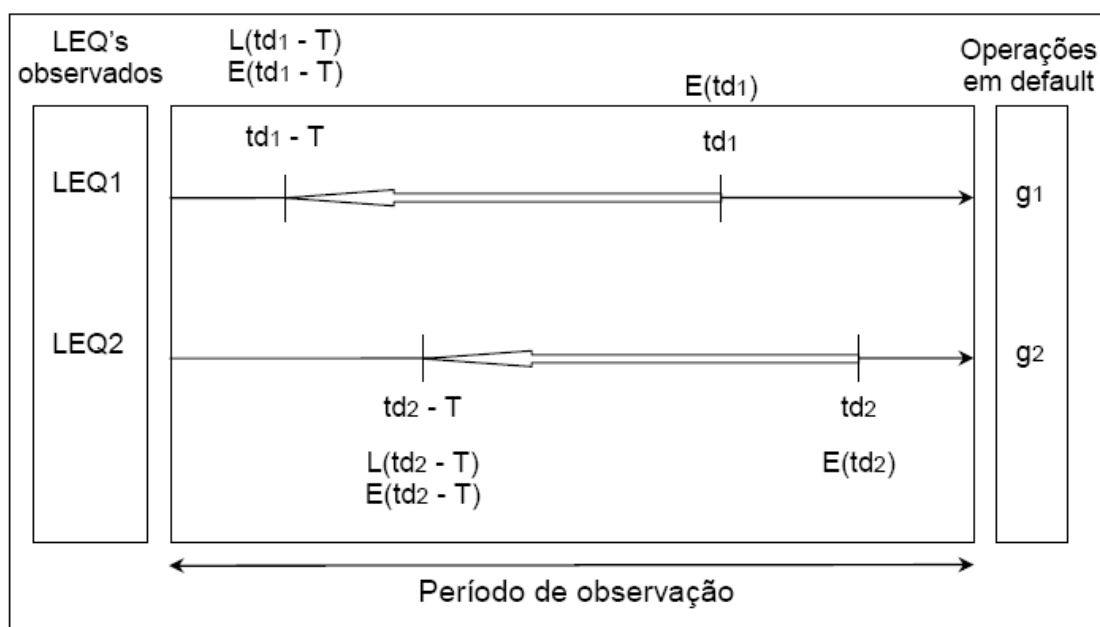 LEQ's
observados
L(td1 - T)
E(td1 - T)
E(td1)
Operações
em default
td1 - T
td1
LEQ1
g1
LEQ2
g2
td2 - T
td2
L(td2 - T)
E(td2 - T)
E(td2)
Período de observação